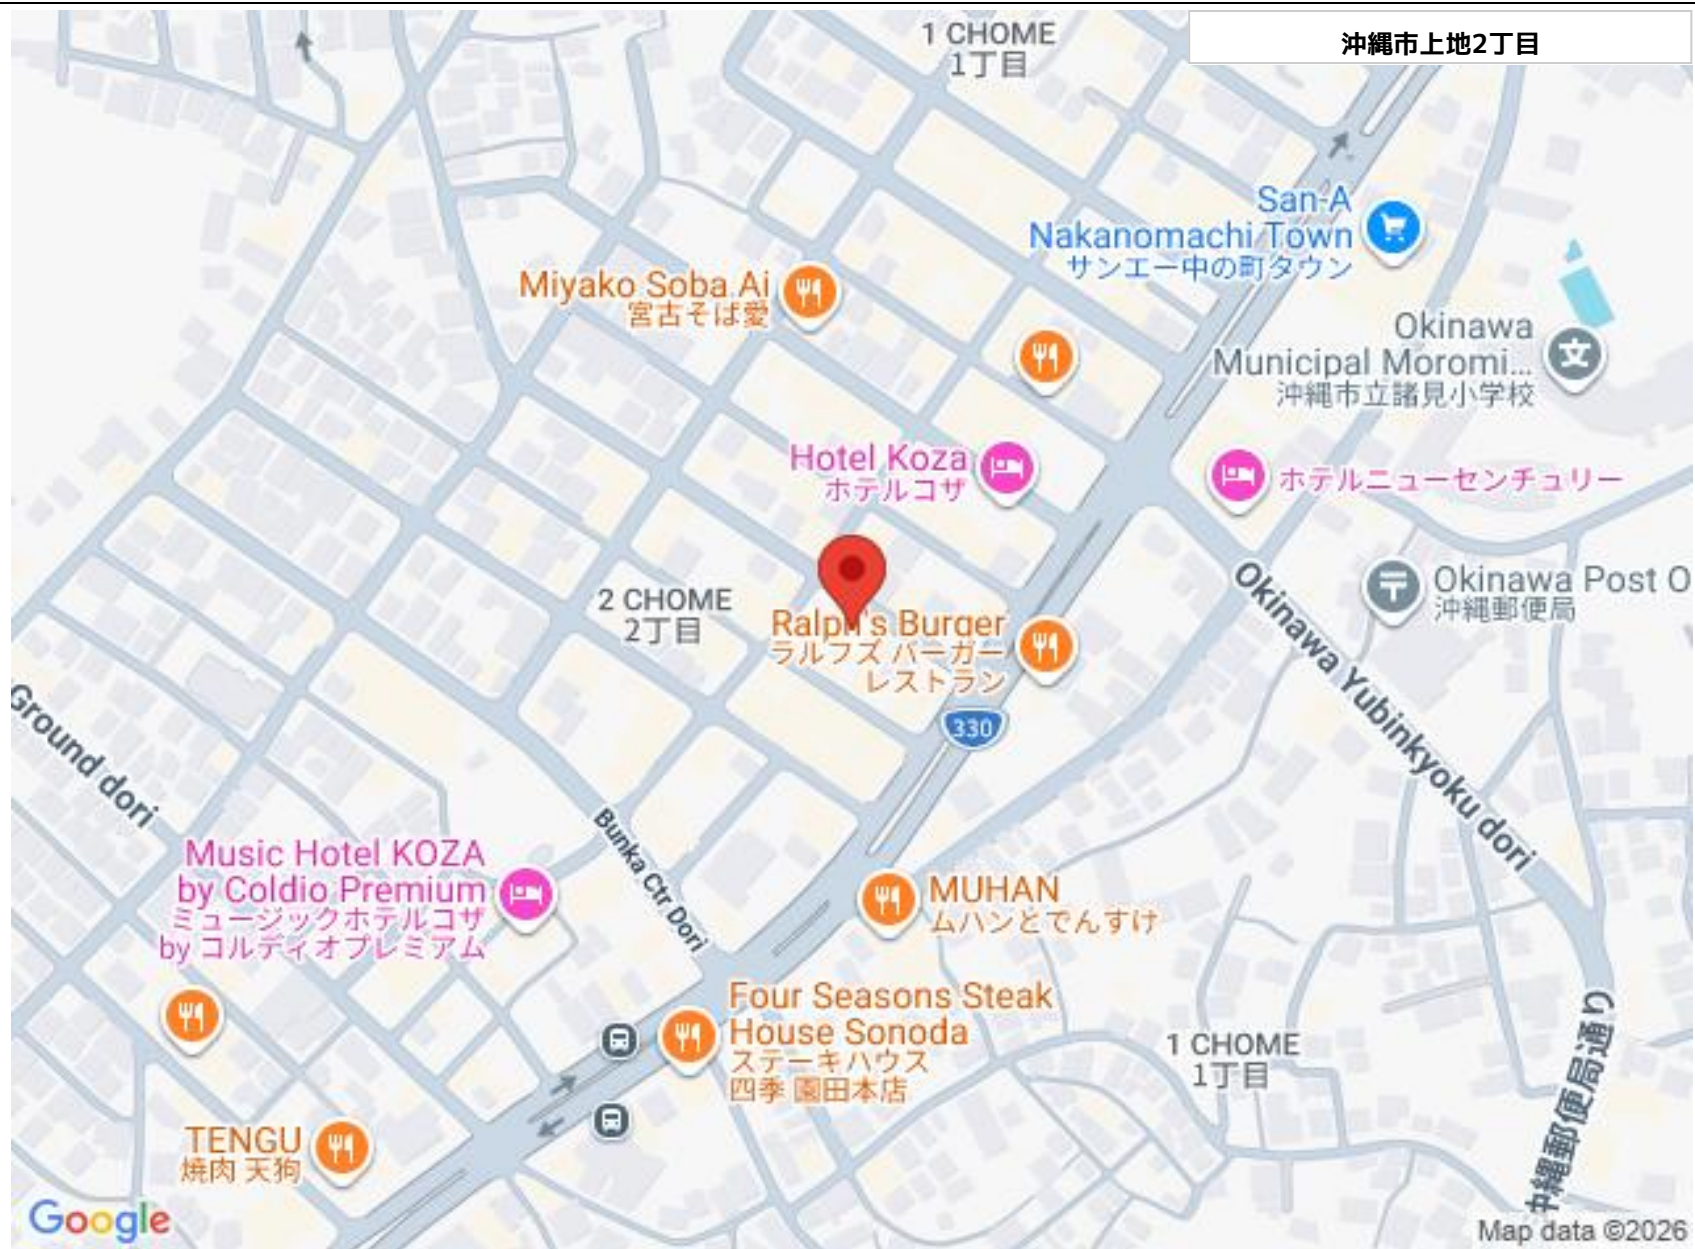 沖縄市上地2丁目
1 CHOME
1丁目
San-A
Nakanomachi Town
サンエー中の町タウン
Miyako Soba Ai
宮古そば愛
Okinawa
Municipal Moromi...
沖縄市立諸見小学校
Hotel Koza
ホテルコザ
ホテルニューセンチュリー
Okinawa Post O
沖縄郵便局
2 CHOME
2丁目
Ralph's Burger
ラルフズ バーガー
レストラン
330
Okinawa Yubinkyoku dori
Ground dori
Bunka Ctr Dori
Music Hotel KOZA
by Coldio Premium
ミュージックホテルコザ
by コルディオプレミアム
MUHAN
ムハンとでんすけ
Four Seasons Steak
House Sonoda
ステーキハウス
四季 園田本店
1 CHOME
1丁目
沖縄郵便局通り
TENGU
焼肉 天狗
Google
Map data ©2026